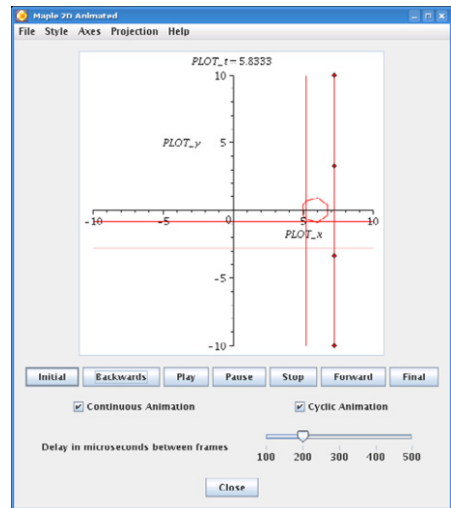 Maple 2D Animated
File Style Axes Projection Help
PLOT_t = 5.8333
10
PLOT_y 5
-10 -5 0 5 10
PLOT_x
-5
-10
Initial Backwards Play Pause Stop Forward Final
Continuous Animation Cyclic Animation
Delay in microseconds between frames
100 200 300 400 500
Close